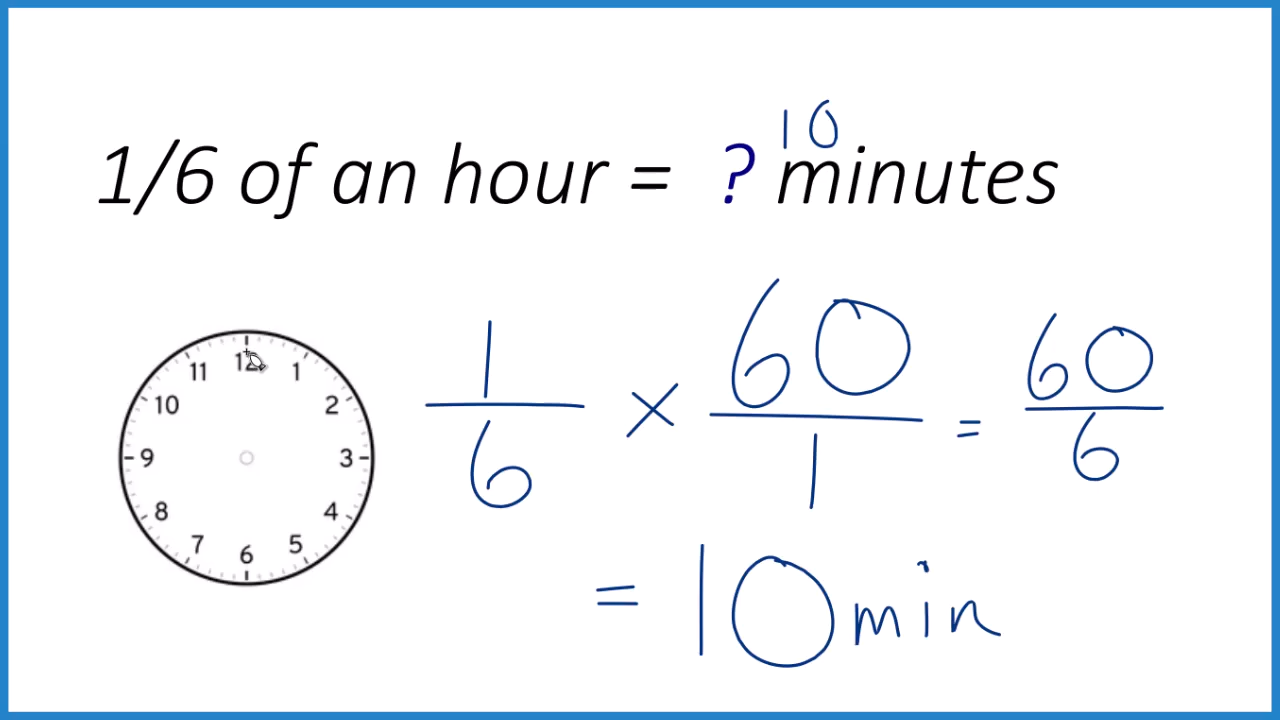 10
1/6 of an hour = ? minutes
12
11 1
10 2
9 3
8 4
7 5
6
1/6 × 60/1 = 60/6
= 10 min